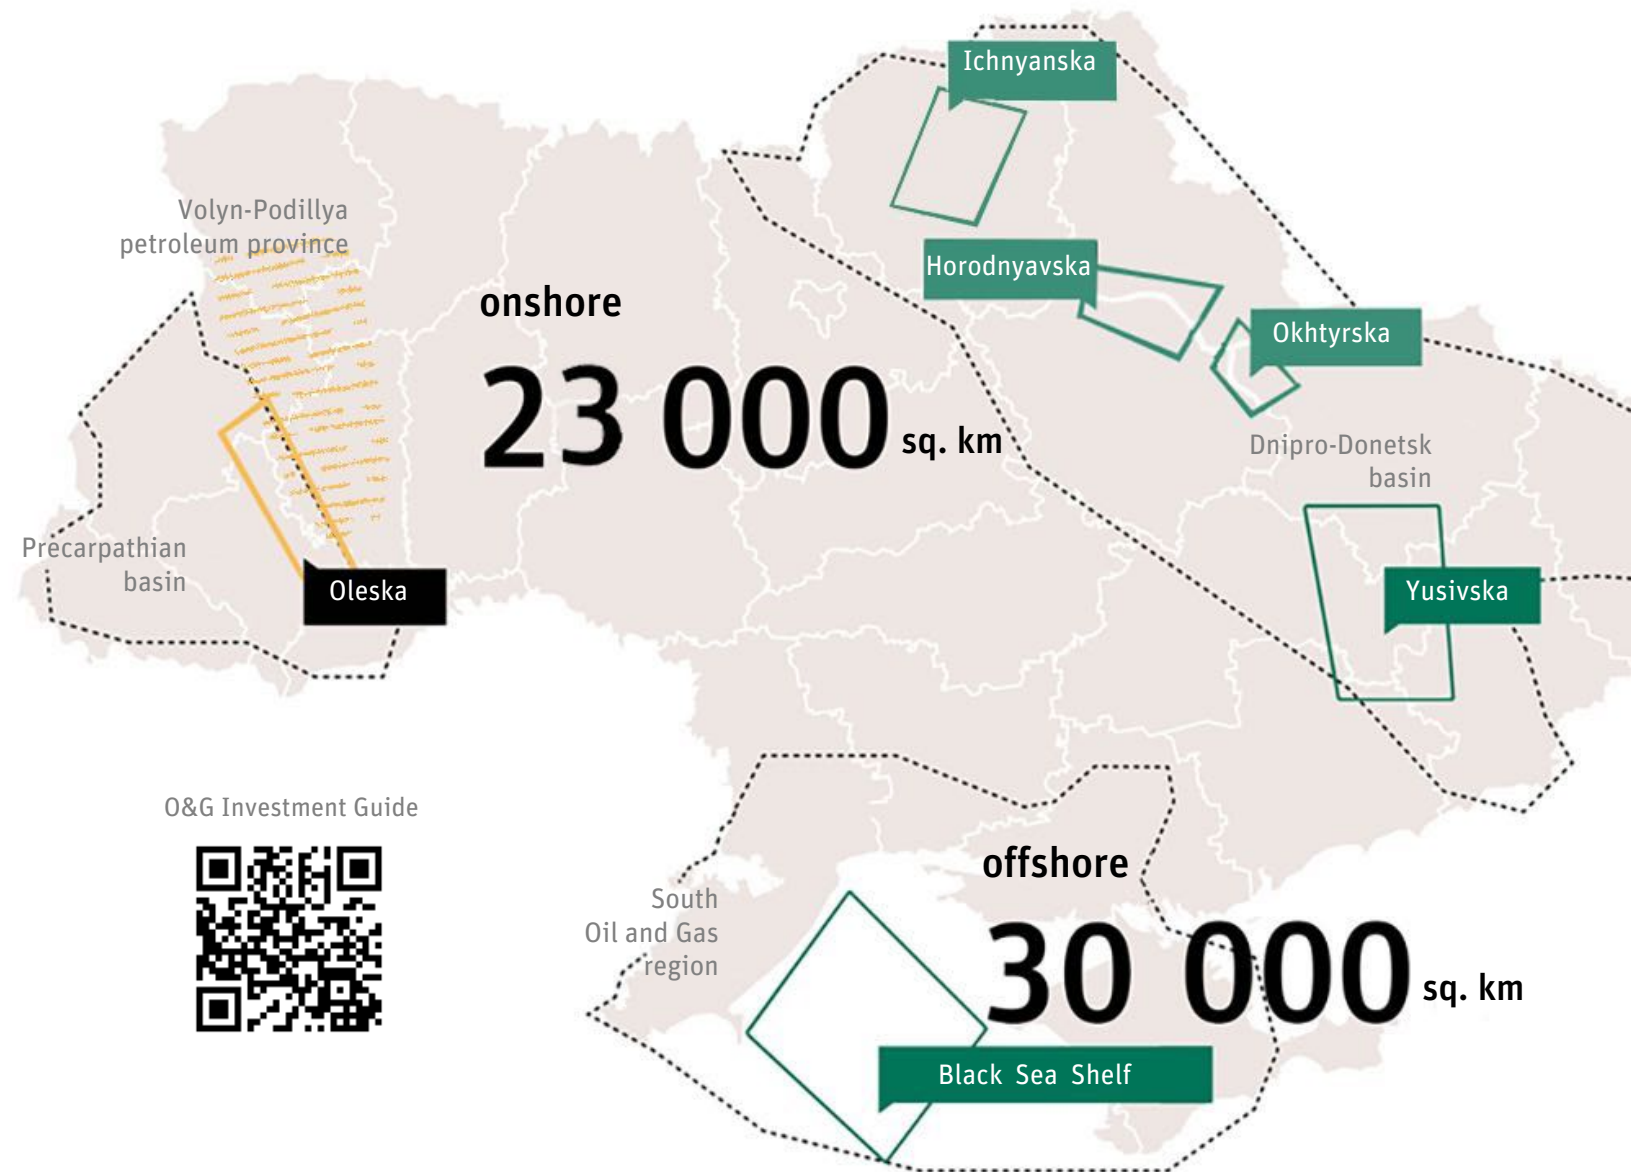 Ichnyanska
Volyn-Podillya
petroleum province
Horodnyavska
onshore
23 000 sq. km
Okhtyrska
Dnipro-Donetsk
basin
Precarpathian
basin
Oleska
Yusivska
O&G Investment Guide
offshore
30 000 sq. km
South
Oil and Gas
region
Black Sea Shelf